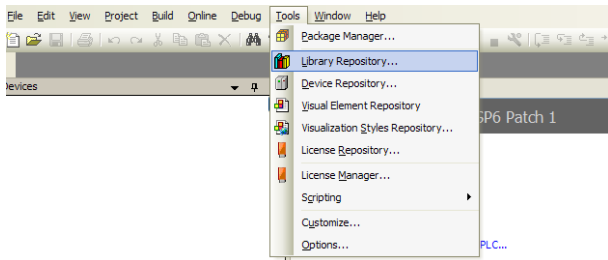 File Edit View Project Build Online Debug Tools Window Help
Package Manager...
Library Repository...
Device Repository...
Devices
Visual Element Repository
SP6 Patch 1
Visualization Styles Repository...
License Repository...
License Manager...
Scripting
Customize...
Options...
PLC...